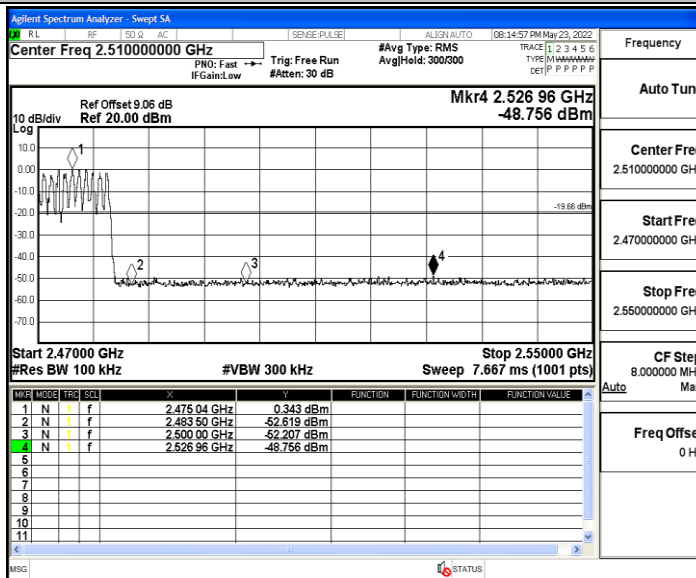 Agilent Spectrum Analyzer - Swept SA
LXI RL RF 50 Ω AC SENSE:PULSE ALIGN AUTO 08:14:57 PM May 23, 2022
Center Freq 2.510000000 GHz #Avg Type: RMS TRACE 1 2 3 4 5 6
PNO: Fast Trig: Free Run Avg|Hold: 300/300 TYPE M WWWWW
IFGain:Low #Atten: 30 dB DET P P P P P P
Ref Offset 9.06 dB Mkr4 2.526 96 GHz
10 dB/div Ref 20.00 dBm -48.756 dBm
Log
10.0
1
0.00
-10.0
-19.66 dBm
-20.0
-30.0
-40.0
2 3 4
-50.0
-60.0
-70.0
Start 2.47000 GHz Stop 2.55000 GHz
#Res BW 100 kHz #VBW 300 kHz Sweep 7.667 ms (1001 pts)
MKR MODE TRC SCL X Y FUNCTION FUNCTION WIDTH FUNCTION VALUE
1 N 1 f 2.475 04 GHz 0.343 dBm
2 N 1 f 2.483 50 GHz -52.619 dBm
3 N 1 f 2.500 00 GHz -52.207 dBm
4 N 1 f 2.526 96 GHz -48.756 dBm
5
6
7
8
9
10
11
MSG STATUS
Frequency
Auto Tun
Center Fre
2.510000000 GH
Start Fre
2.470000000 GH
Stop Fre
2.550000000 GH
CF Step
8.000000 MH
Auto Ma
Freq Offse
0 H